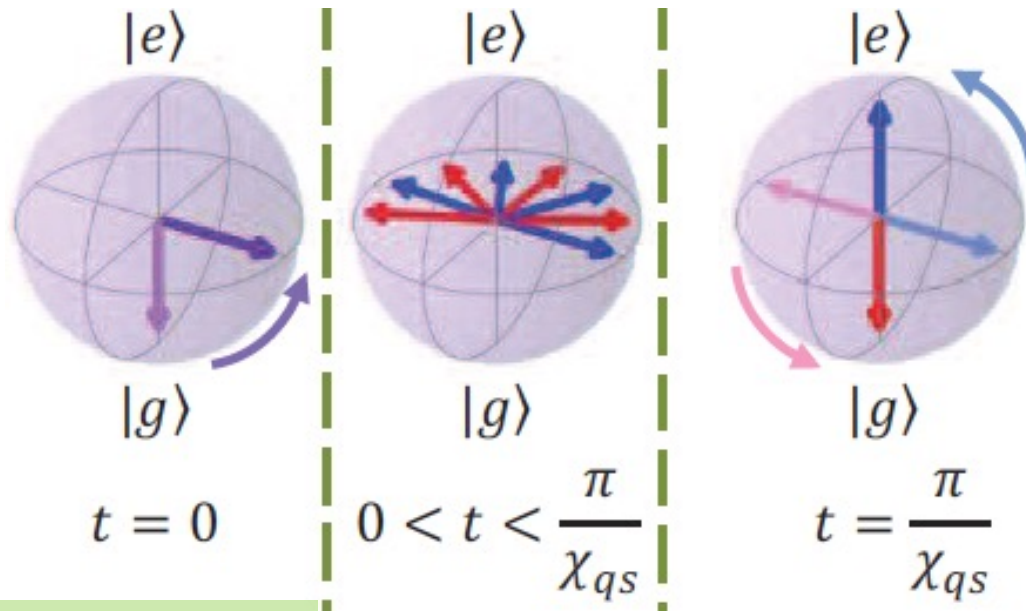 |e⟩ |e⟩ |e⟩
|g⟩ |g⟩ |g⟩
t = 0
0 < t < π/χ_qs
t = π/χ_qs